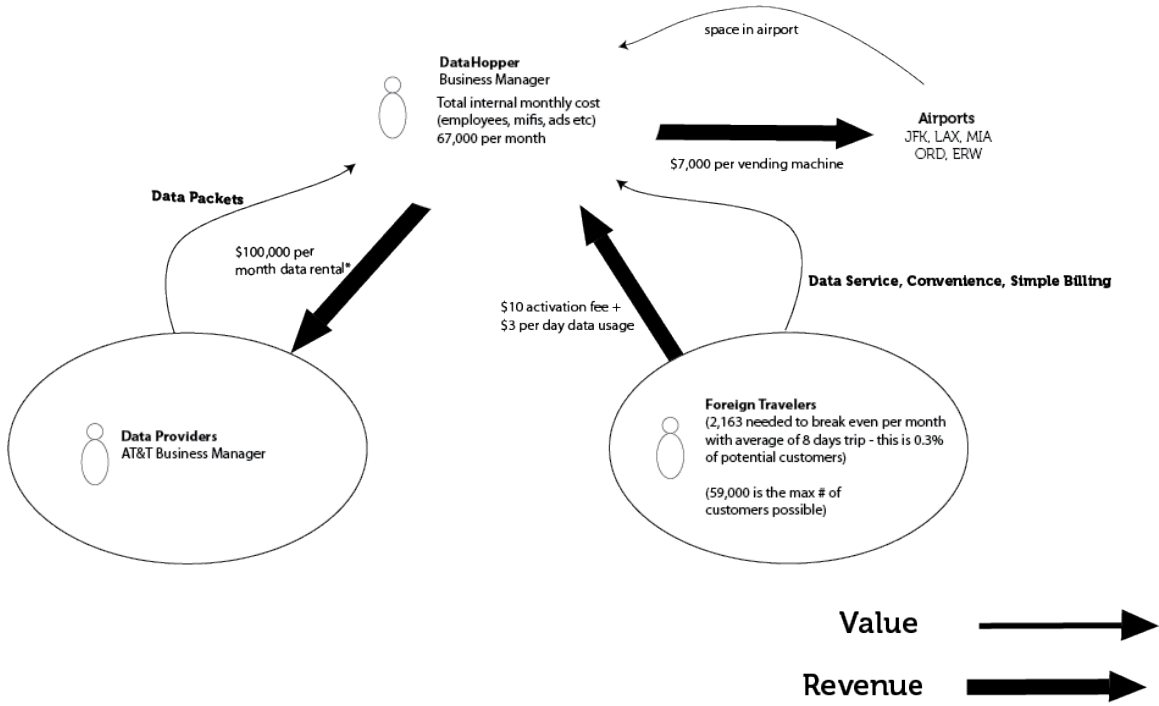 space in airport
DataHopper
Business Manager
Total internal monthly cost
(employees, mifis, ads etc)
67,000 per month
Airports
JFK, LAX, MIA
ORD, ERW
$7,000 per vending machine
Data Packets
$100,000 per
month data rental*
$10 activation fee +
$3 per day data usage
Data Service, Convenience, Simple Billing
Data Providers
AT&T Business Manager
Foreign Travelers
(2,163 needed to break even per month
with average of 8 days trip - this is 0.3%
of potential customers)
(59,000 is the max # of
customers possible)
Value
Revenue